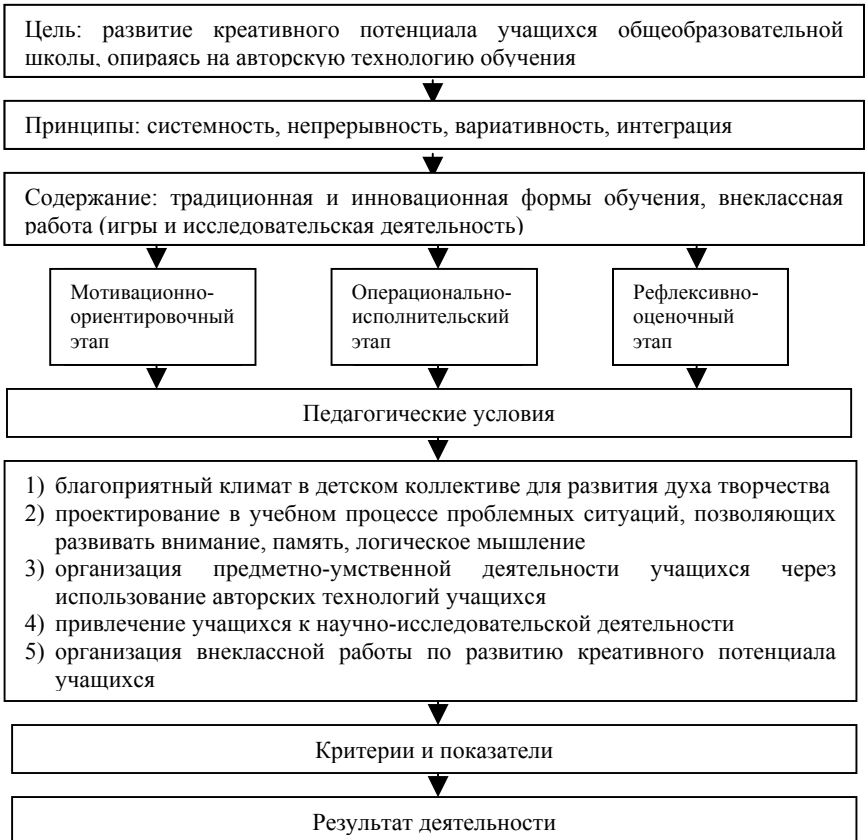 Цель: развитие креативного потенциала учащихся общеобразовательной
школы, опираясь на авторскую технологию обучения
Принципы: системность, непрерывность, вариативность, интеграция
Содержание: традиционная и инновационная формы обучения, внеклассная
работа (игры и исследовательская деятельность)
Мотивационно-
ориентировочный
этап
Операционально-
исполнительский
этап
Рефлексивно-
оценочный
этап
Педагогические условия
1) благоприятный климат в детском коллективе для развития духа творчества
2) проектирование в учебном процессе проблемных ситуаций, позволяющих
развивать внимание, память, логическое мышление
3) организация предметно-умственной деятельности учащихся через
использование авторских технологий учащихся
4) привлечение учащихся к научно-исследовательской деятельности
5) организация внеклассной работы по развитию креативного потенциала
учащихся
Критерии и показатели
Результат деятельности